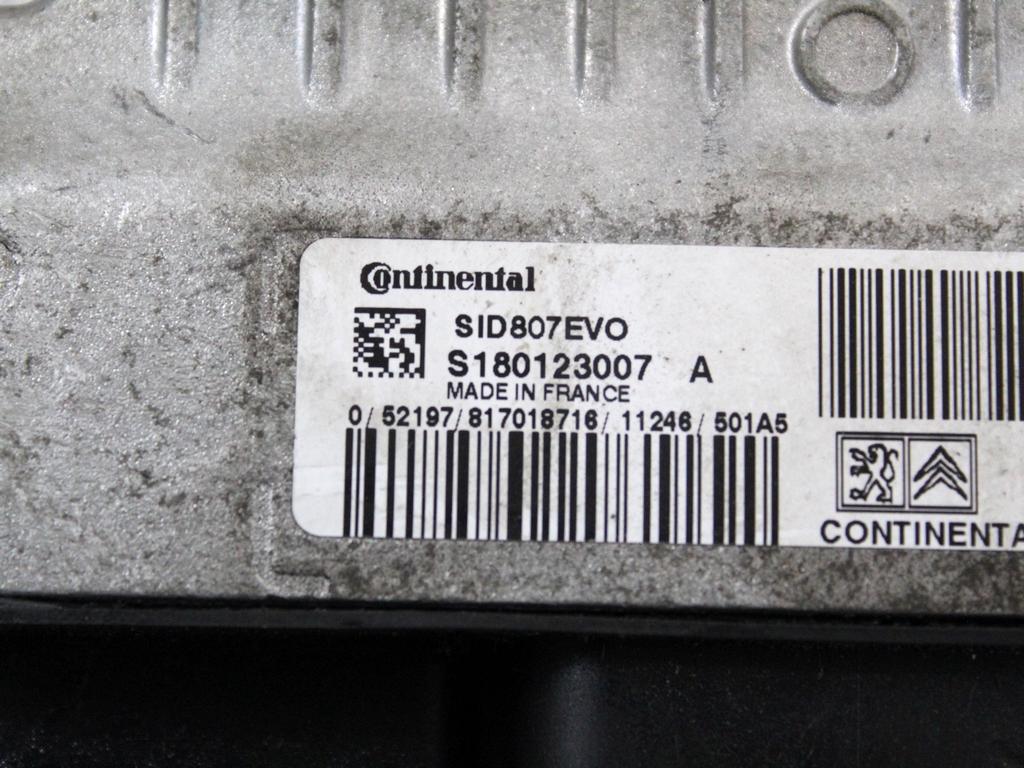 Continental
SID807EVO
S180123007 A
MADE IN FRANCE
0/ 52197/ 817018716/ 11246/ 501A5
CONTINENTA